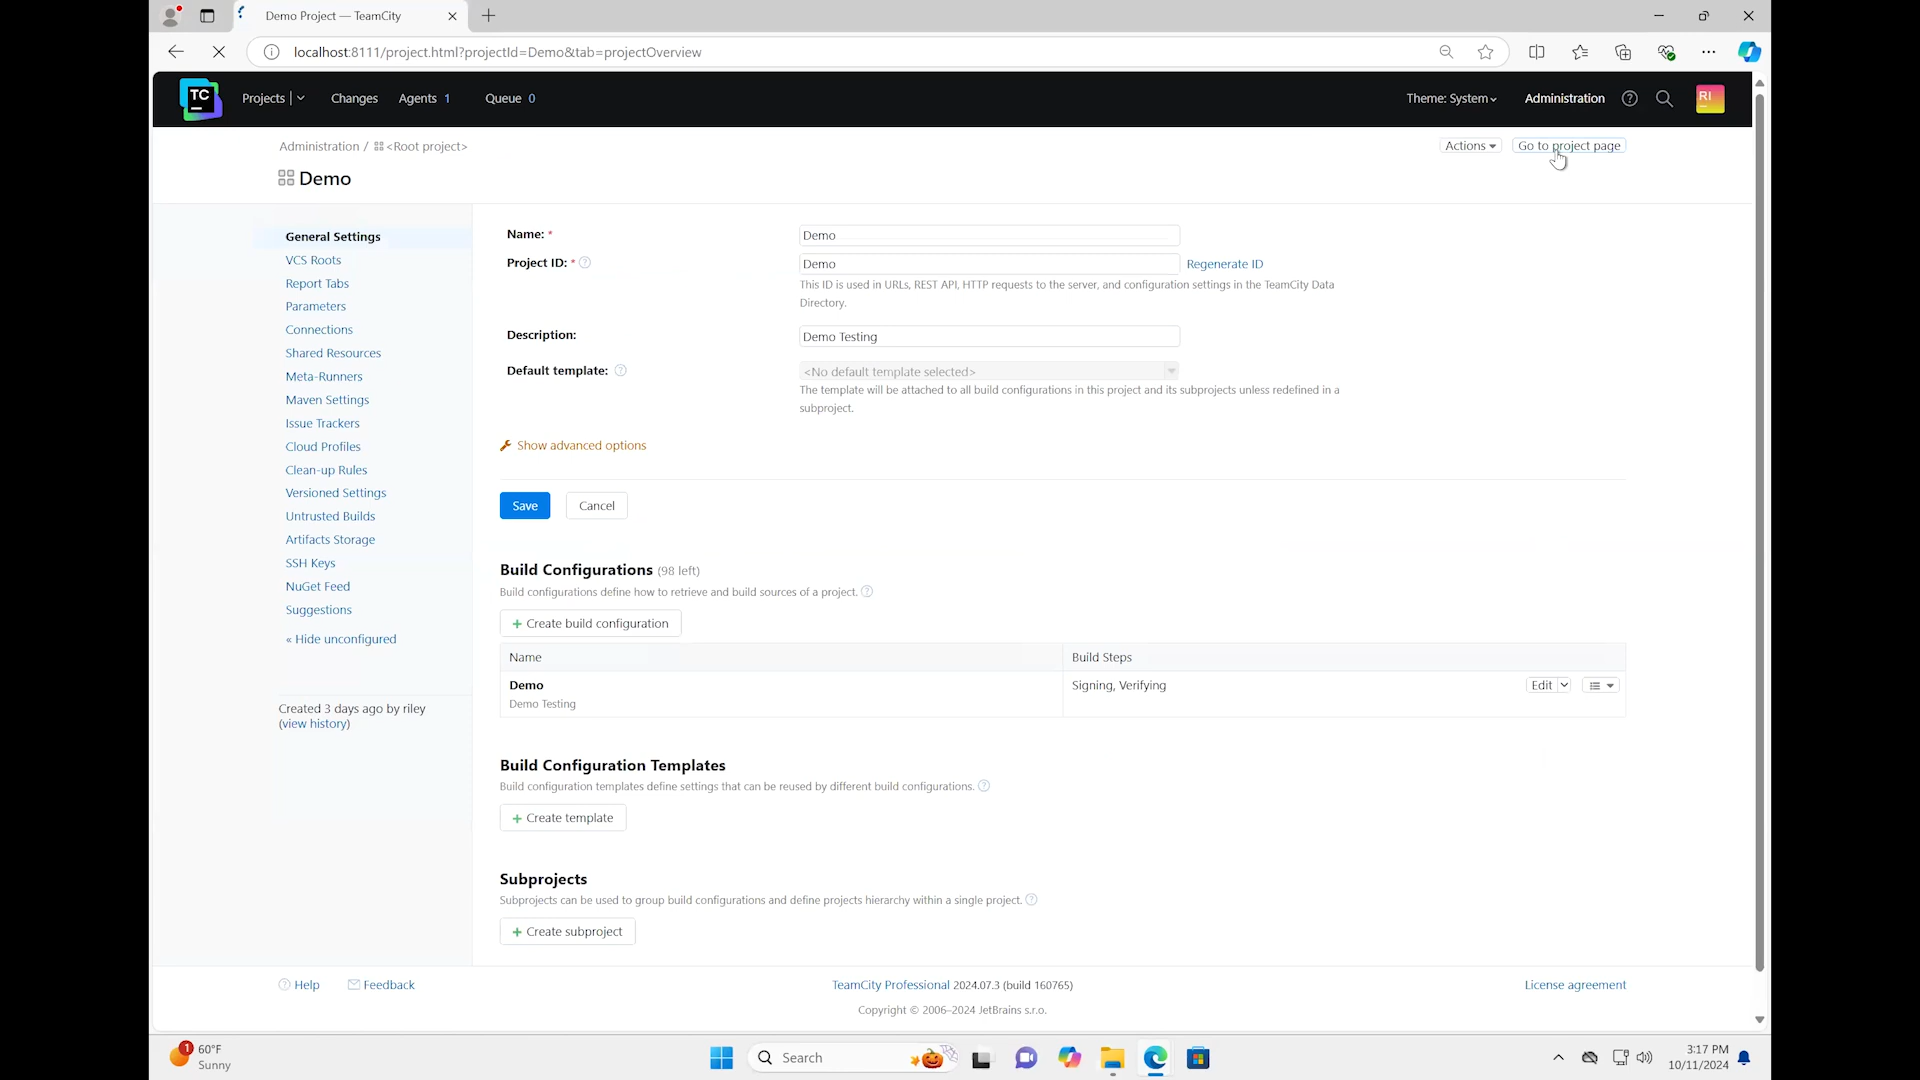 Demo Project — TeamCity
localhost:8111/project.html?projectId=Demo&tab=projectOverview
TC
Projects
Changes
Agents 1
Queue 0
Theme: System
Administration
RI
Administration / <Root project>
Actions
Go to project page
Demo
General Settings
VCS Roots
Report Tabs
Parameters
Connections
Shared Resources
Meta-Runners
Maven Settings
Issue Trackers
Cloud Profiles
Clean-up Rules
Versioned Settings
Untrusted Builds
Artifacts Storage
SSH Keys
NuGet Feed
Suggestions
« Hide unconfigured
Created 3 days ago by riley
(view history)
Name: *
Demo
Project ID: *
Demo
Regenerate ID
This ID is used in URLs, REST API, HTTP requests to the server, and configuration settings in the TeamCity Data
Directory.
Description:
Demo Testing
Default template:
<No default template selected>
The template will be attached to all build configurations in this project and its subprojects unless redefined in a
subproject.
Show advanced options
Save
Cancel
Build Configurations (98 left)
Build configurations define how to retrieve and build sources of a project.
+ Create build configuration
Name
Build Steps
Demo
Demo Testing
Signing, Verifying
Edit
Build Configuration Templates
Build configuration templates define settings that can be reused by different build configurations.
+ Create template
Subprojects
Subprojects can be used to group build configurations and define projects hierarchy within a single project.
+ Create subproject
Help
Feedback
TeamCity Professional 2024.07.3 (build 160765)
License agreement
Copyright © 2006–2024 JetBrains s.r.o.
1
60°F
Sunny
Search
3:17 PM
10/11/2024